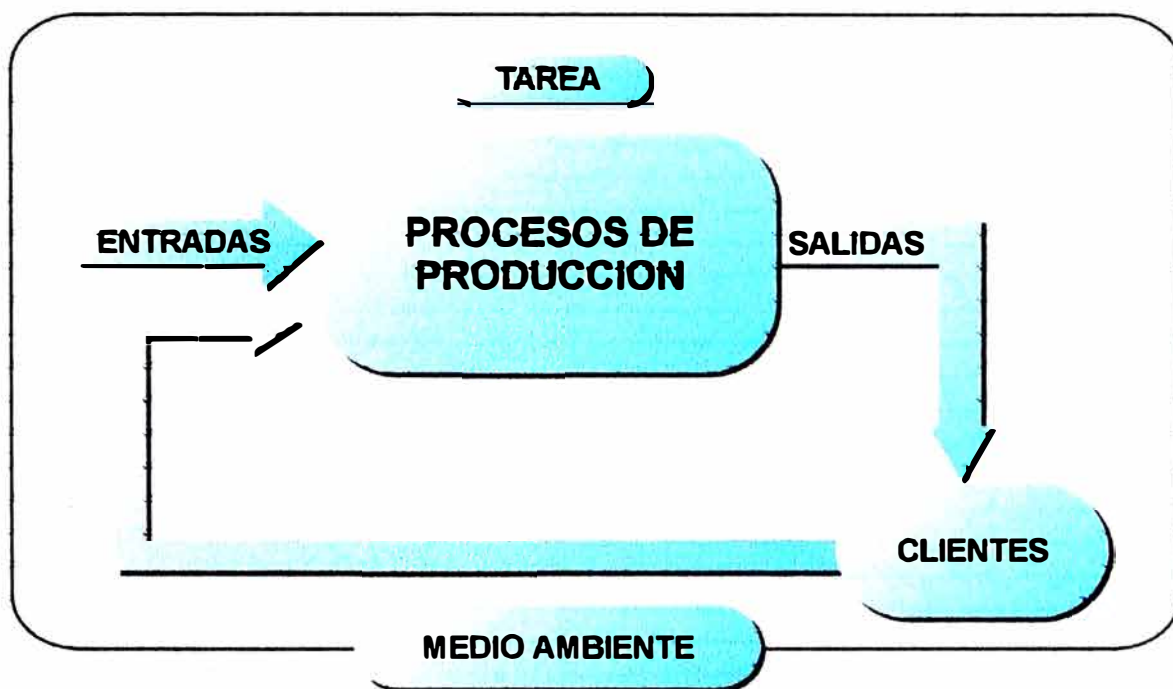 TAREA
ENTRADAS
PROCESOS DE
PRODUCCION
SALIDAS
CLIENTES
MEDIO AMBIENTE